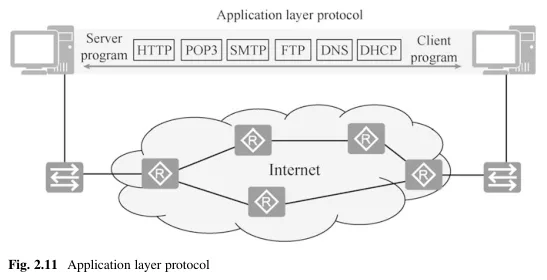 Application layer protocol
Server program
HTTP
POP3
SMTP
FTP
DNS
DHCP
Client program
R
R
R
Internet
R
R
Fig. 2.11 Application layer protocol